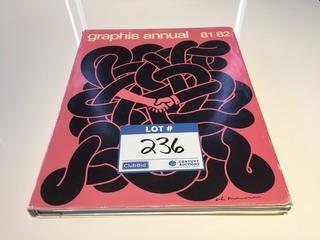 graphis annual 81/82
LOT #
236
ClubBid
CENTURY
AUCTIONS